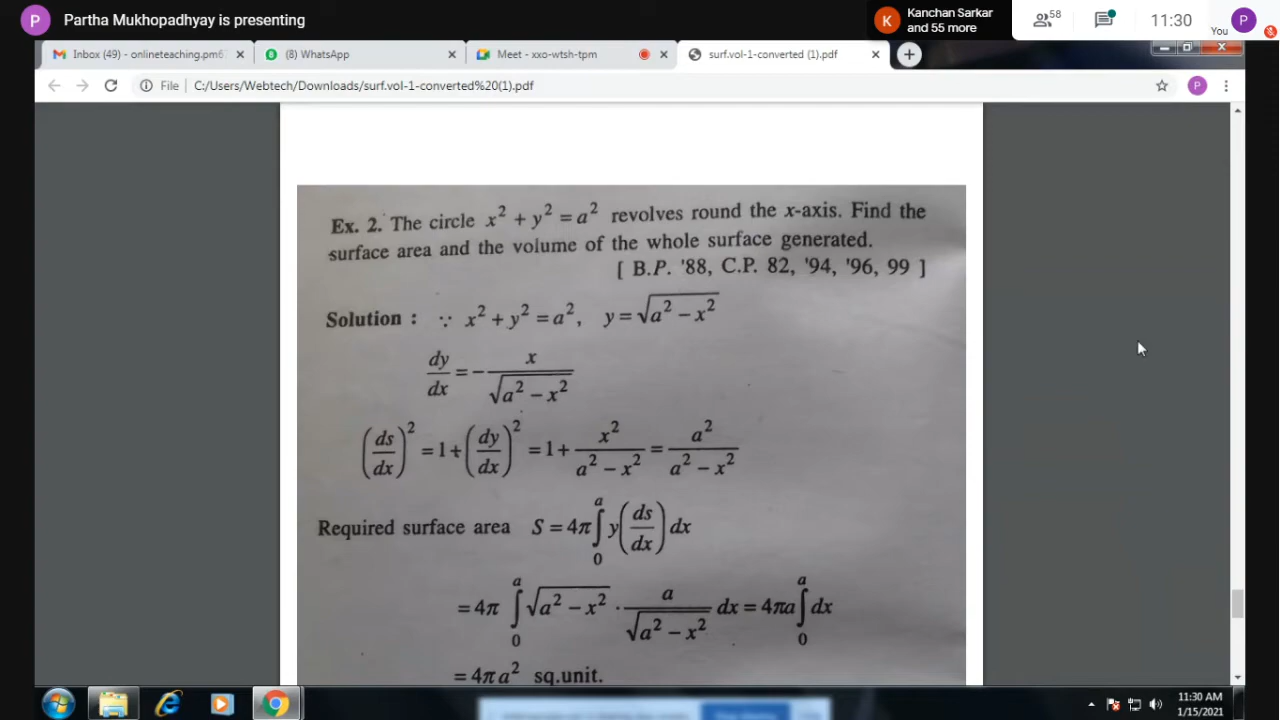 P Partha Mukhopadhyay is presenting
K Kanchan Sarkar and 55 more
58
11:30
P
You
Inbox (49) - onlineteaching.pm6
(8) WhatsApp
Meet - xxo-wtsh-tpm
surf.vol-1-converted (1).pdf
File | C:/Users/Webtech/Downloads/surf.vol-1-converted%20(1).pdf
P
Ex. 2. The circle x² + y² = a² revolves round the x-axis. Find the
surface area and the volume of the whole surface generated.
[ B.P. '88, C.P. 82, '94, '96, 99 ]
Solution : ∵ x² + y² = a², y = √(a² − x²)
dy/dx = − x/√(a² − x²)
(ds/dx)² = 1 + (dy/dx)² = 1 + x²/(a² − x²) = a²/(a² − x²)
Required surface area S = 4π ∫₀ᵃ y(ds/dx) dx
= 4π ∫₀ᵃ √(a² − x²) · a/√(a² − x²) dx = 4πa ∫₀ᵃ dx
= 4πa² sq.unit.
11:30 AM
1/15/2021